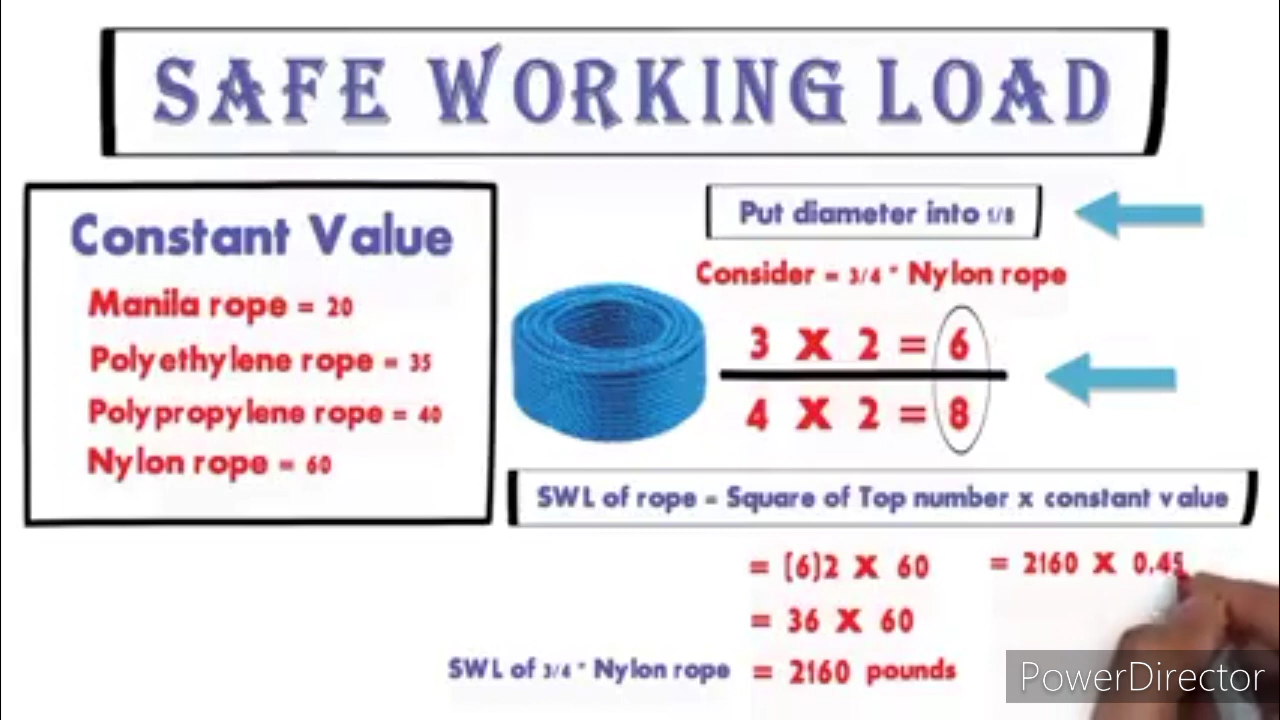 SAFE WORKING LOAD
Constant Value
Manila rope = 20
Polyethylene rope = 35
Polypropylene rope = 40
Nylon rope = 60
Put diameter into 1/8
Consider = 3/4 " Nylon rope
3 X 2 = 6
4 X 2 = 8
SWL of rope = Square of Top number x constant value
= (6)2 X 60
= 36 X 60
SWL of 3/4 " Nylon rope = 2160 pounds
= 2160 X 0.45
PowerDirector